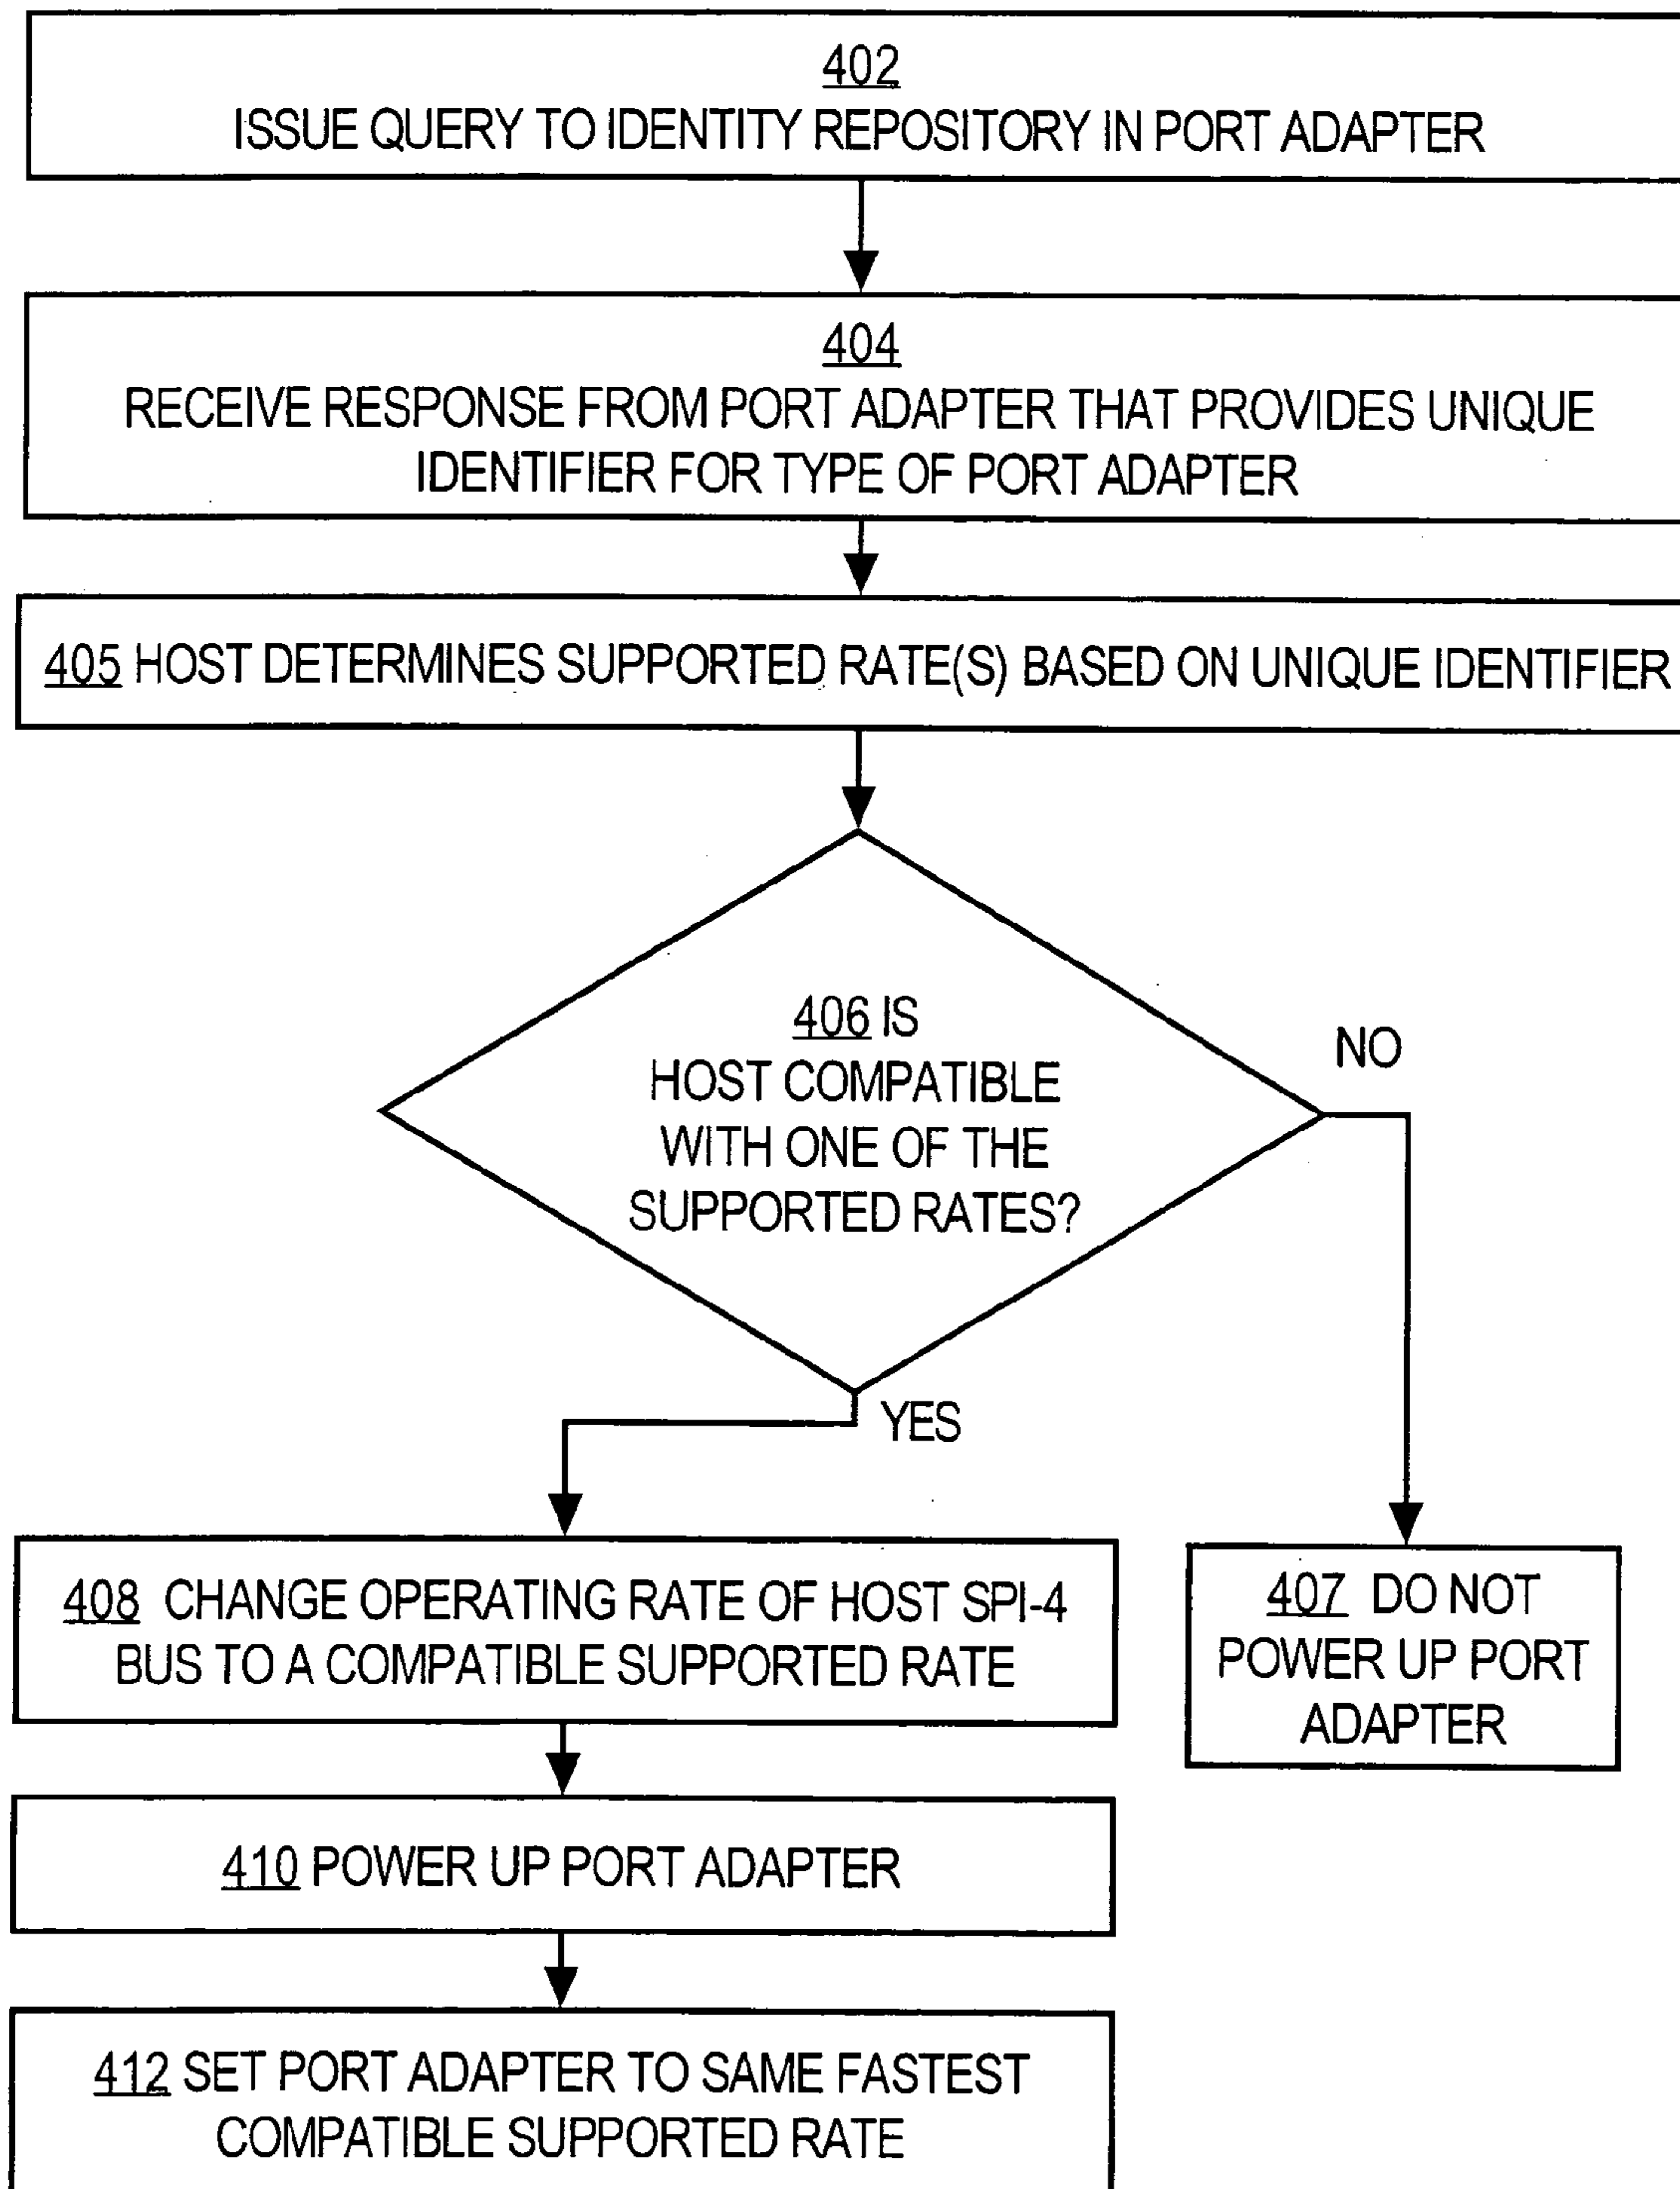 402
ISSUE QUERY TO IDENTITY REPOSITORY IN PORT ADAPTER
404
RECEIVE RESPONSE FROM PORT ADAPTER THAT PROVIDES UNIQUE
IDENTIFIER FOR TYPE OF PORT ADAPTER
405 HOST DETERMINES SUPPORTED RATE(S) BASED ON UNIQUE IDENTIFIER
406 IS
HOST COMPATIBLE
WITH ONE OF THE
SUPPORTED RATES?
NO
YES
408 CHANGE OPERATING RATE OF HOST SPI-4
BUS TO A COMPATIBLE SUPPORTED RATE
407 DO NOT
POWER UP PORT
ADAPTER
410 POWER UP PORT ADAPTER
412 SET PORT ADAPTER TO SAME FASTEST
COMPATIBLE SUPPORTED RATE